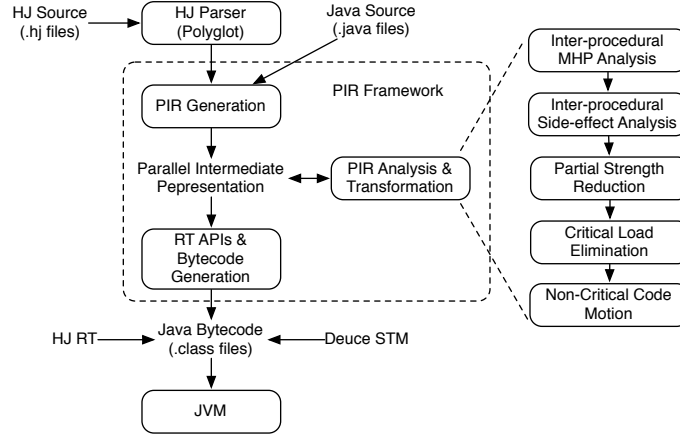 HJ Source
(.hj files)
HJ Parser
(Polyglot)
Java Source
(.java files)
PIR Generation
PIR Framework
Parallel Intermediate
Pepresentation
PIR Analysis &
Transformation
RT APIs &
Bytecode
Generation
HJ RT
Java Bytecode
(.class files)
Deuce STM
JVM
Inter-procedural
MHP Analysis
Inter-procedural
Side-effect Analysis
Partial Strength
Reduction
Critical Load
Elimination
Non-Critical Code
Motion